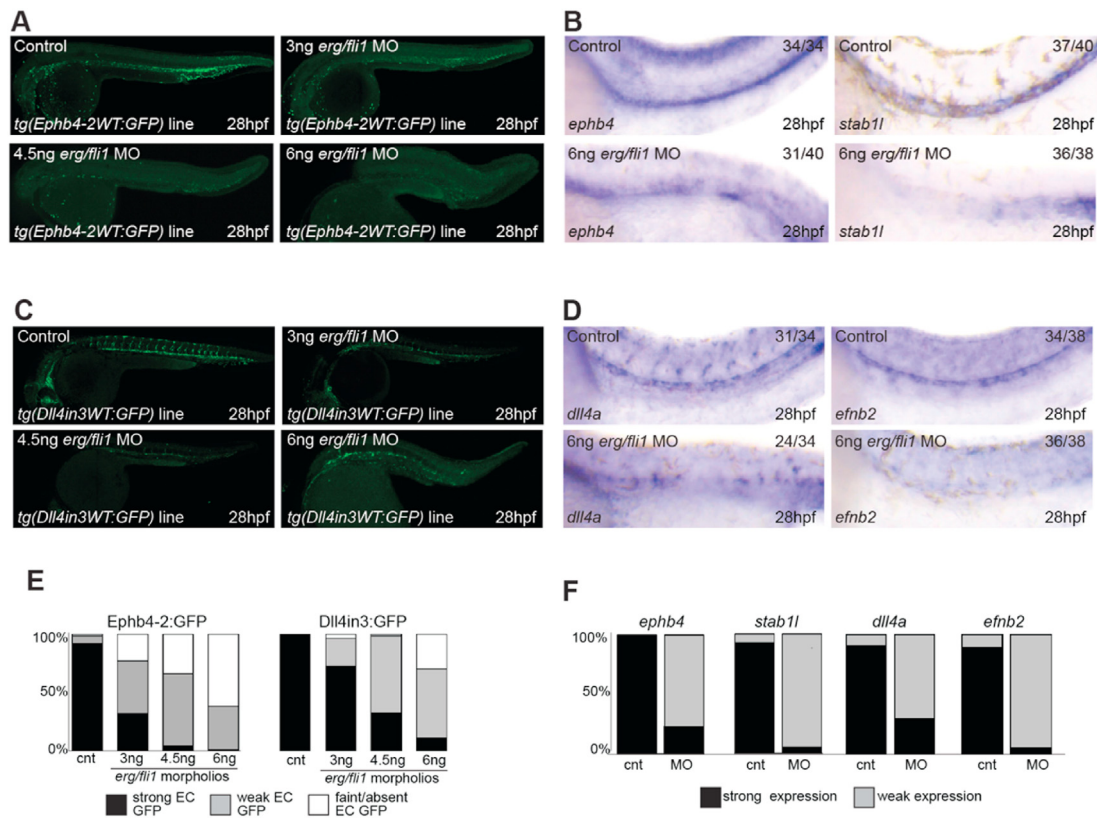 A
Control
tg(Ephb4-2WT:GFP) line 28hpf
3ng erg/fli1 MO
tg(Ephb4-2WT:GFP) line 28hpf
4.5ng erg/fli1 MO
tg(Ephb4-2WT:GFP) line 28hpf
6ng erg/fli1 MO
tg(Ephb4-2WT:GFP) line 28hpf
B
Control 34/34
ephb4 28hpf
Control 37/40
stab1l 28hpf
6ng erg/fli1 MO 31/40
ephb4 28hpf
6ng erg/fli1 MO 36/38
stab1l 28hpf
C
Control
tg(Dll4in3WT:GFP) line 28hpf
3ng erg/fli1 MO
tg(Dll4in3WT:GFP) line 28hpf
4.5ng erg/fli1 MO
tg(Dll4in3WT:GFP) line 28hpf
6ng erg/fli1 MO
tg(Dll4in3WT:GFP) line 28hpf
D
Control 31/34
dll4a 28hpf
Control 34/38
efnb2 28hpf
6ng erg/fli1 MO 24/34
dll4a 28hpf
6ng erg/fli1 MO 36/38
efnb2 28hpf
E
Ephb4-2:GFP Dll4in3:GFP
100%
50%
0%
cnt 3ng 4.5ng 6ng cnt 3ng 4.5ng 6ng
erg/fli1 morpholios erg/fli1 morpholios
strong EC GFP
weak EC GFP
faint/absent EC GFP
F
ephb4 stab1l dll4a efnb2
100%
50%
0%
cnt MO cnt MO cnt MO cnt MO
strong expression weak expression